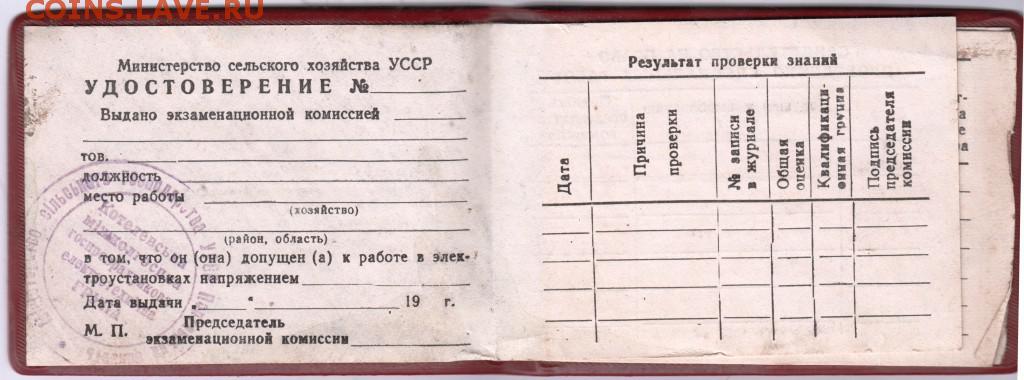 COINS.LAVE.RU
Министерство сельского хозяйства УССР
УДОСТОВЕРЕНИЕ №
Выдано экзаменационной комиссией
тов.
должность
место работы
(хозяйство)
(район, область)
в том, что он (она) допущен (а) к работе в элек-
троустановках напряжением
Дата выдачи „ “ 19 г.
М. П. Председатель
экзаменационной комиссии
Результат проверки знаний
Дата
Причина
проверки
№ записи
в журнале
Общая
оценка
Квалификаци-
онная группа
Подпись
председателя
комиссии